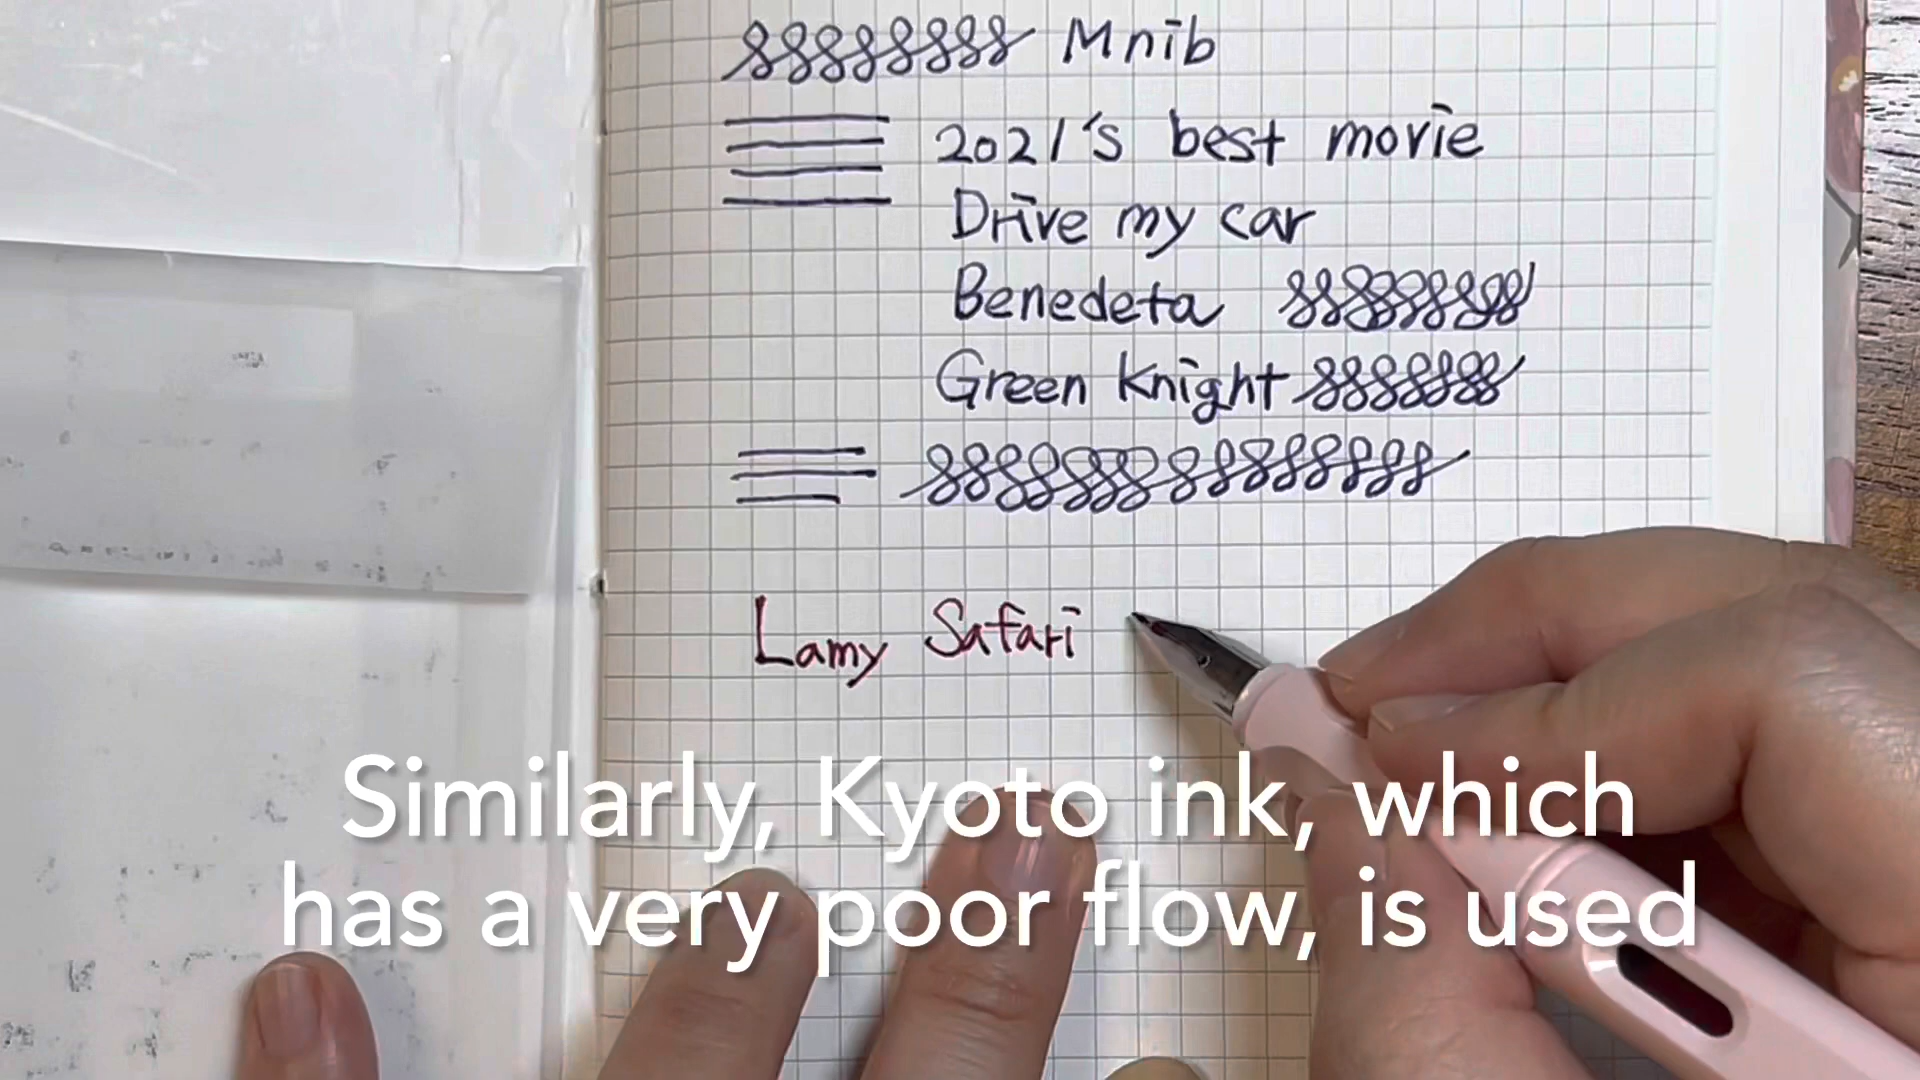 M nib
2021's best movie
Drive my car
Benedeta
Green Knight
Lamy Safari
Similarly, Kyoto ink, which
has a very poor flow, is used